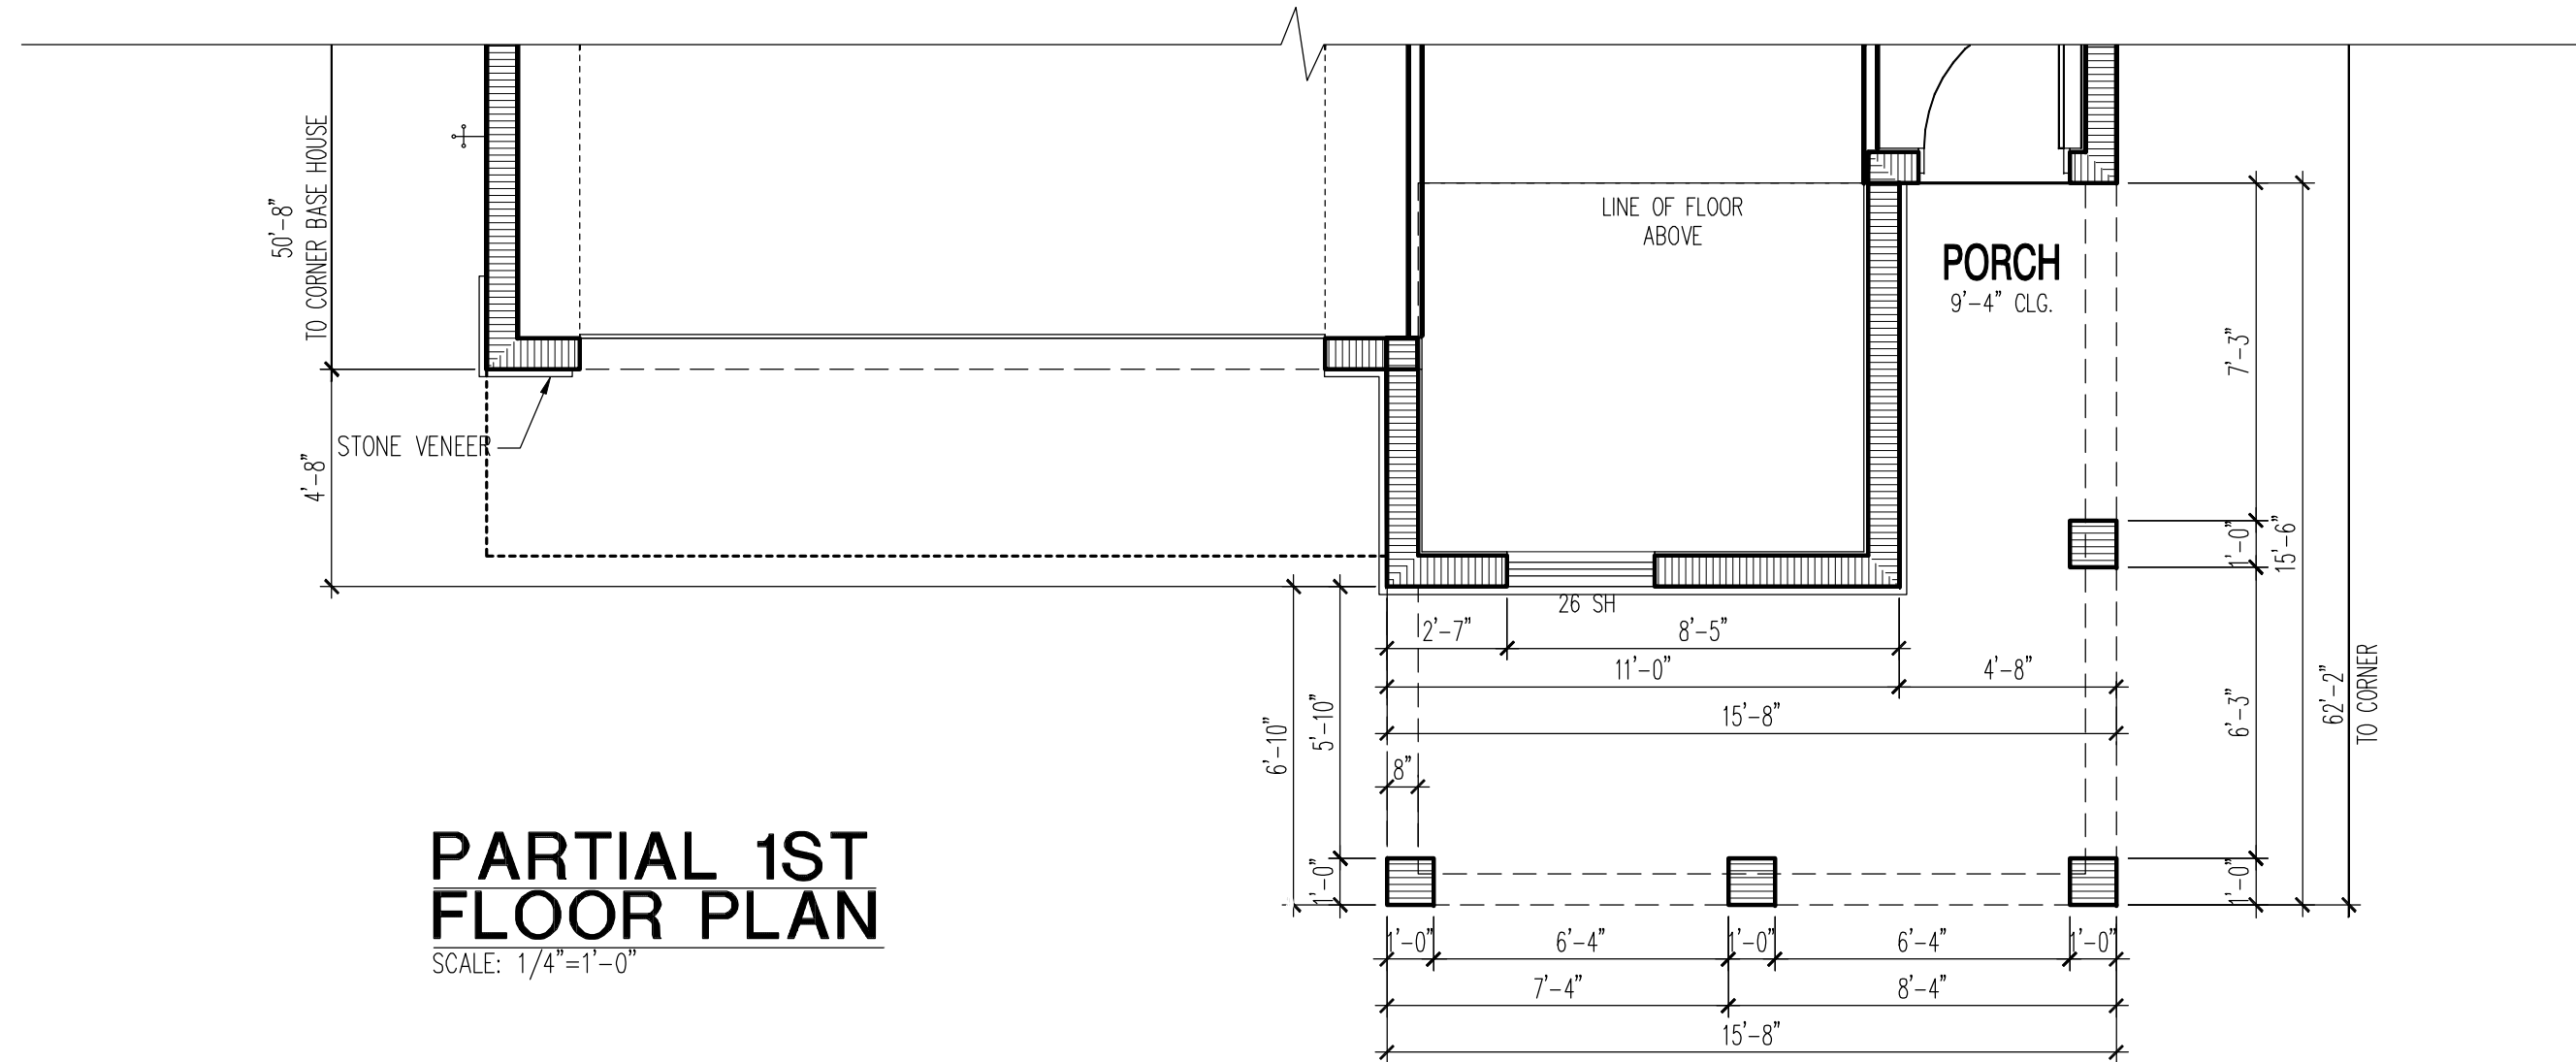 50'-8"
TO CORNER BASE HOUSE
LINE OF FLOOR
ABOVE
PORCH
9'-4" CLG.
7'-3"
STONE VENEER
4'-8"
1'-0"
15'-6"
26 SH
2'-7"
8'-5"
11'-0"
4'-8"
15'-8"
6'-10"
5'-10"
6'-3"
62'-2"
TO CORNER
8"
1'-0"
1'-0"
PARTIAL 1ST
FLOOR PLAN
SCALE: 1/4"=1'-0"
1'-0"
6'-4"
1'-0"
6'-4"
1'-0"
7'-4"
8'-4"
15'-8"